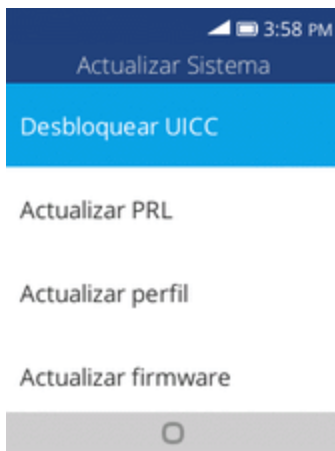 3:58 PM
Actualizar Sistema
Desbloquear UICC
Actualizar PRL
Actualizar perfil
Actualizar firmware